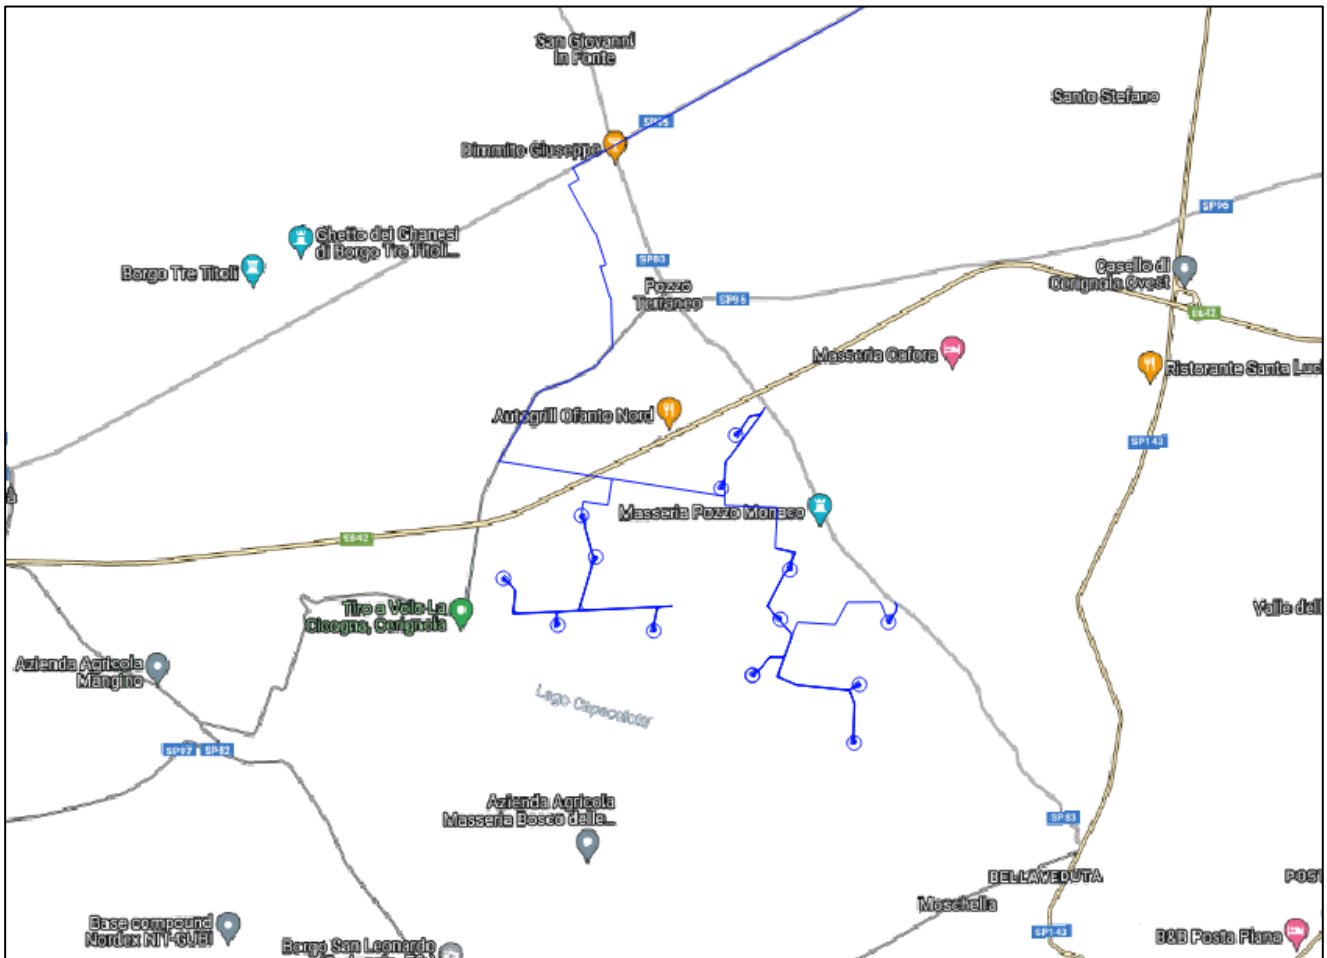 San Giovanni
In Fonte
Santo Stefano
SP95
Dimmito Giuseppe
SP95
Ghetto dei Ghanesi
di Borgo Tre Titoli...
Borgo Tre Titoli
SP83
Casello di
Cerignola Ovest
Pozzo
Terraneo
SP95
E842
Masseria Cafora
Ristorante Santa Luci
Autogrill Ofanto Nord
SP143
Masseria Pozzo Monaco
E842
Tiro a Volo La
Cicogna, Cerignola
Valle dell
Azienda Agricola
Mangino
Lago Capacciotti
SP97
SP82
Azienda Agricola
Masseria Bosco delle...
SP83
BELLAVEDUTA
POST
Moschella
Base compound
Nordex NIT-GUBI
SP143
B&B Posta Piana
Borgo San Leonardo